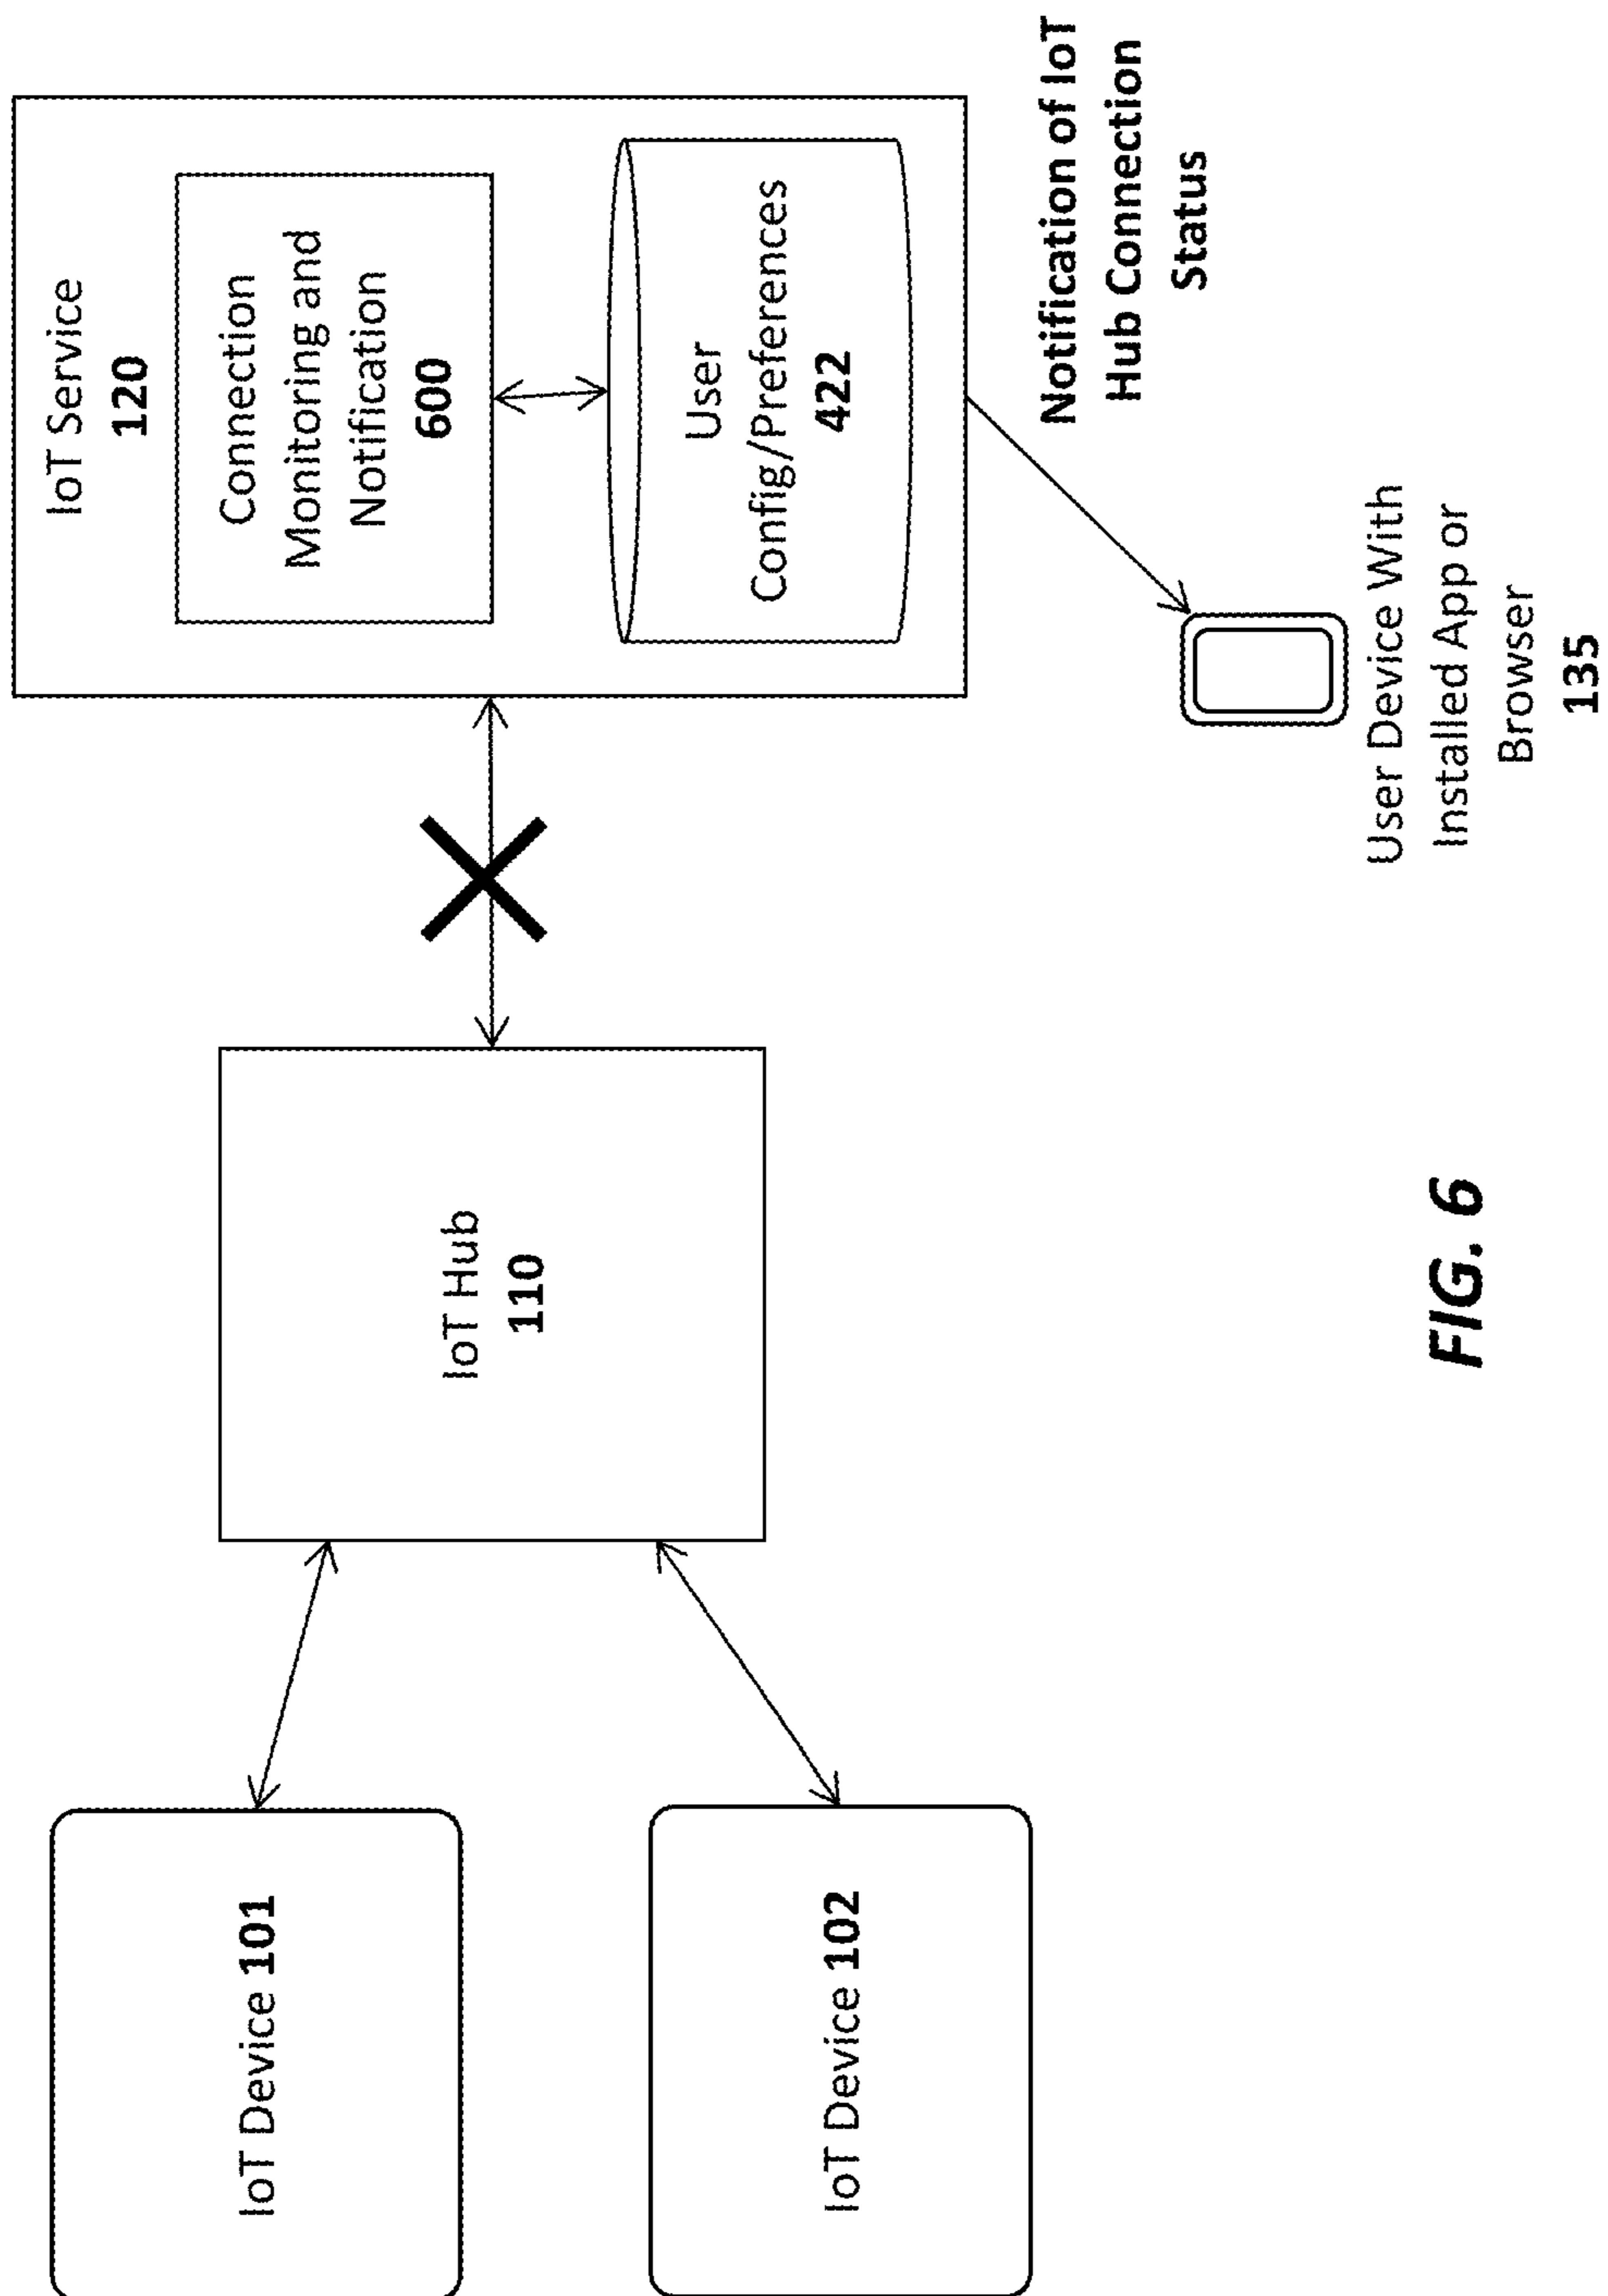 IoT Device 101
IoT Device 102
IoT Hub
110
IoT Service
120
Connection
Monitoring and
Notification
600
User
Config/Preferences
422
Notification of IoT
Hub Connection
Status
User Device With
Installed App or
Browser
135
FIG. 6